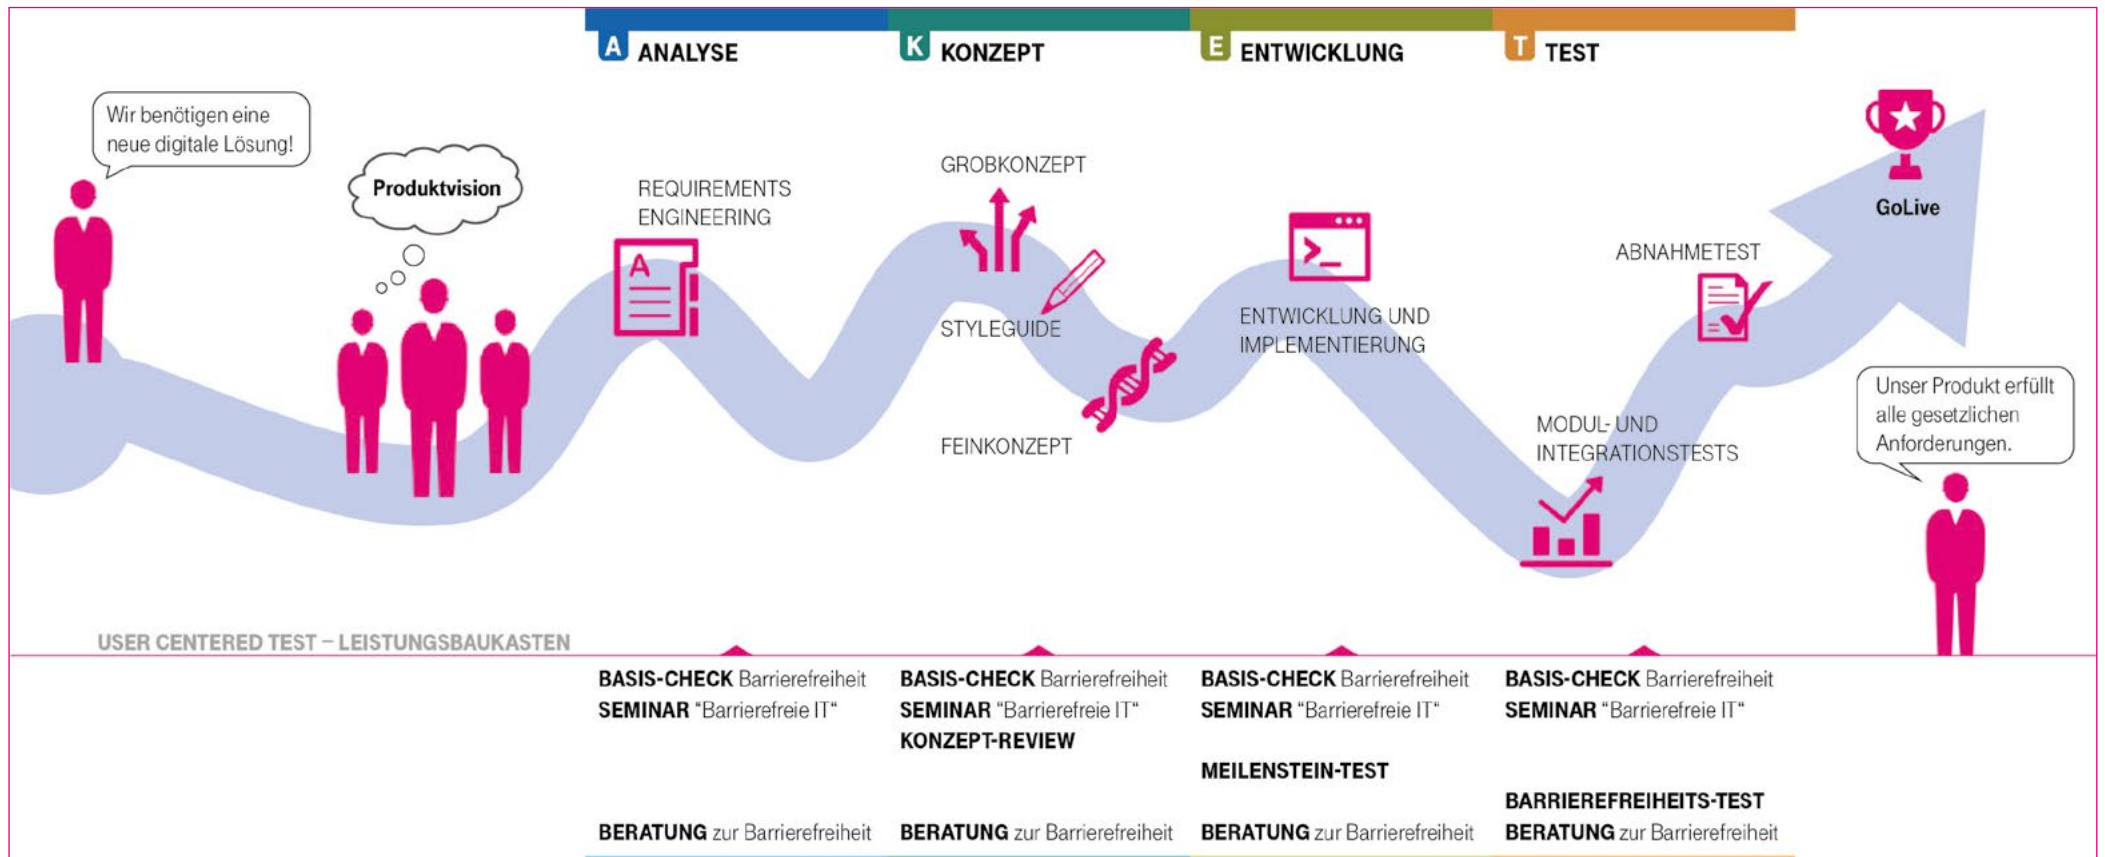 A ANALYSE
K KONZEPT
E ENTWICKLUNG
T TEST
Wir benötigen eine
neue digitale Lösung!
Produktvision
REQUIREMENTS
ENGINEERING
A
GROBKONZEPT
STYLEGUIDE
FEINKONZEPT
ENTWICKLUNG UND
IMPLEMENTIERUNG
MODUL- UND
INTEGRATIONSTESTS
ABNAHMETEST
GoLive
Unser Produkt erfüllt
alle gesetzlichen
Anforderungen.
USER CENTERED TEST – LEISTUNGSBAUKASTEN
BASIS-CHECK Barrierefreiheit
SEMINAR "Barrierefreie IT“
BERATUNG zur Barrierefreiheit
BASIS-CHECK Barrierefreiheit
SEMINAR "Barrierefreie IT“
KONZEPT-REVIEW
BERATUNG zur Barrierefreiheit
BASIS-CHECK Barrierefreiheit
SEMINAR "Barrierefreie IT“
MEILENSTEIN-TEST
BERATUNG zur Barrierefreiheit
BASIS-CHECK Barrierefreiheit
SEMINAR "Barrierefreie IT“
BARRIEREFREIHEITS-TEST
BERATUNG zur Barrierefreiheit